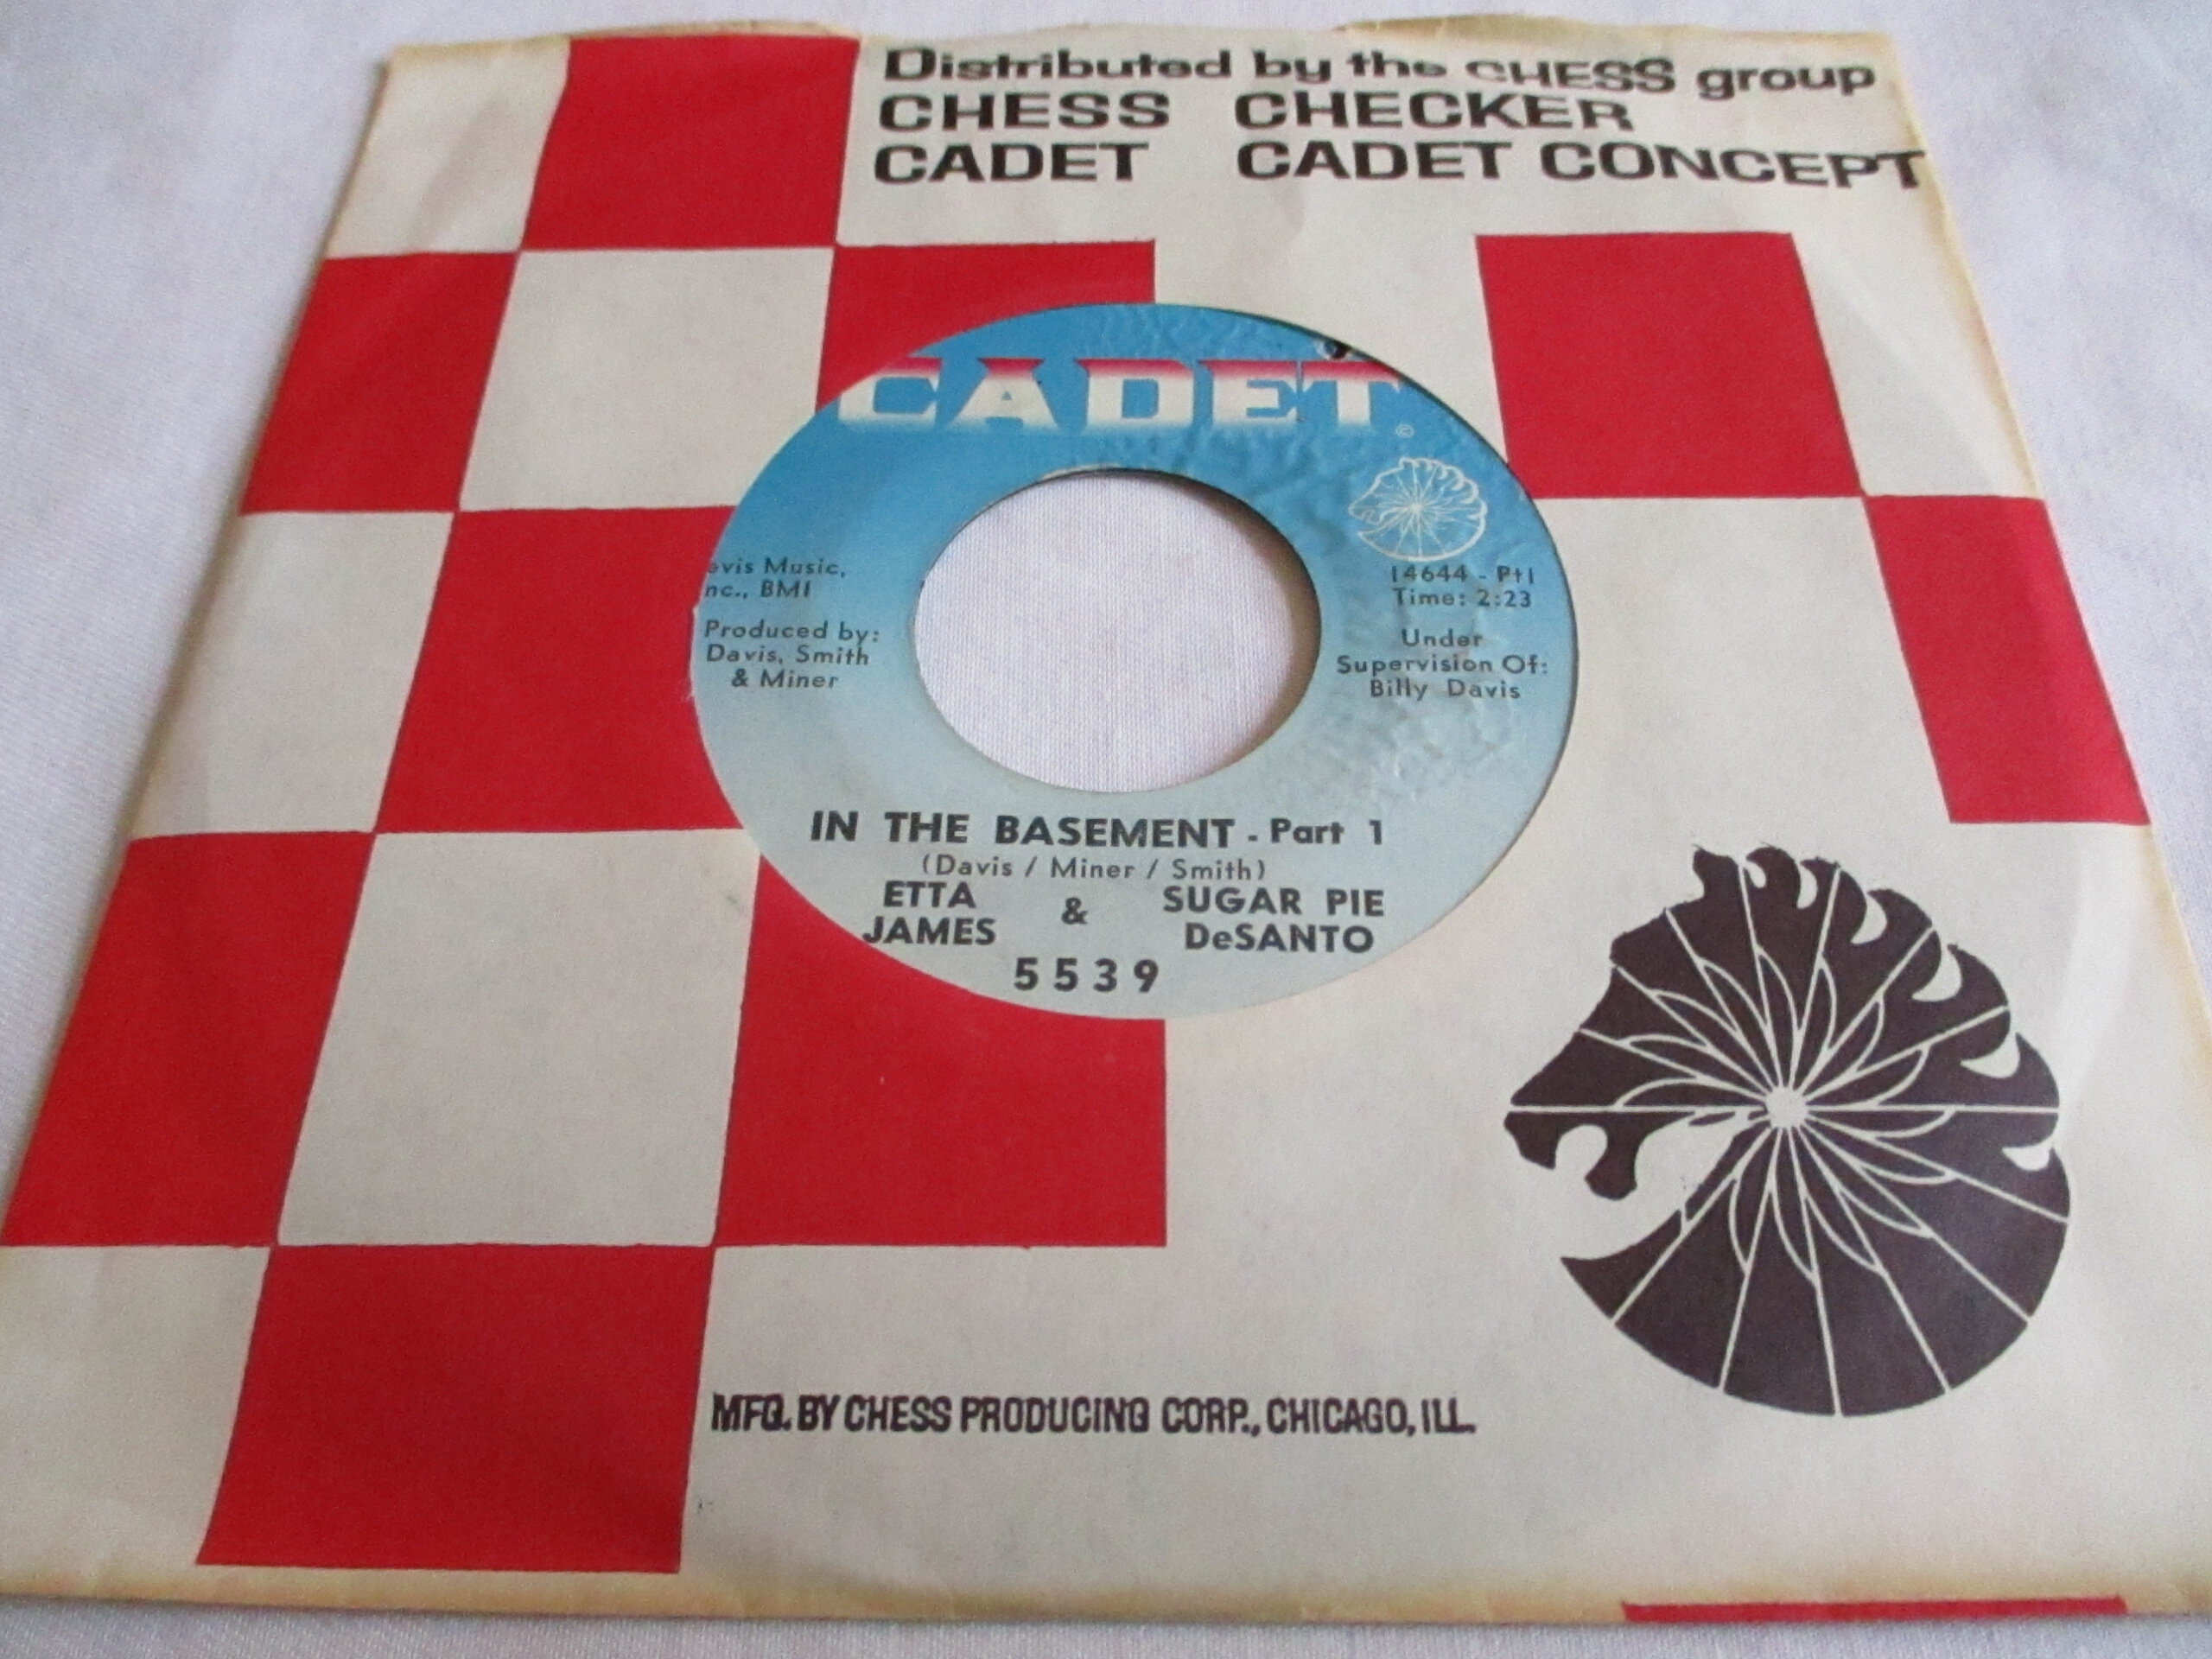 Distributed by the CHESS group
CHESS CHECKER
CADET CADET CONCEPT
CADET
©
Music,
BMI
Produced by:
Davis, Smith
& Miner
14644 - Pt1
Time: 2:23
Under
Supervision Of:
Billy Davis
IN THE BASEMENT - Part 1
(Davis / Miner / Smith)
ETTA JAMES & SUGAR PIE DeSANTO
5539
MFG. BY CHESS PRODUCING CORP., CHICAGO, ILL.